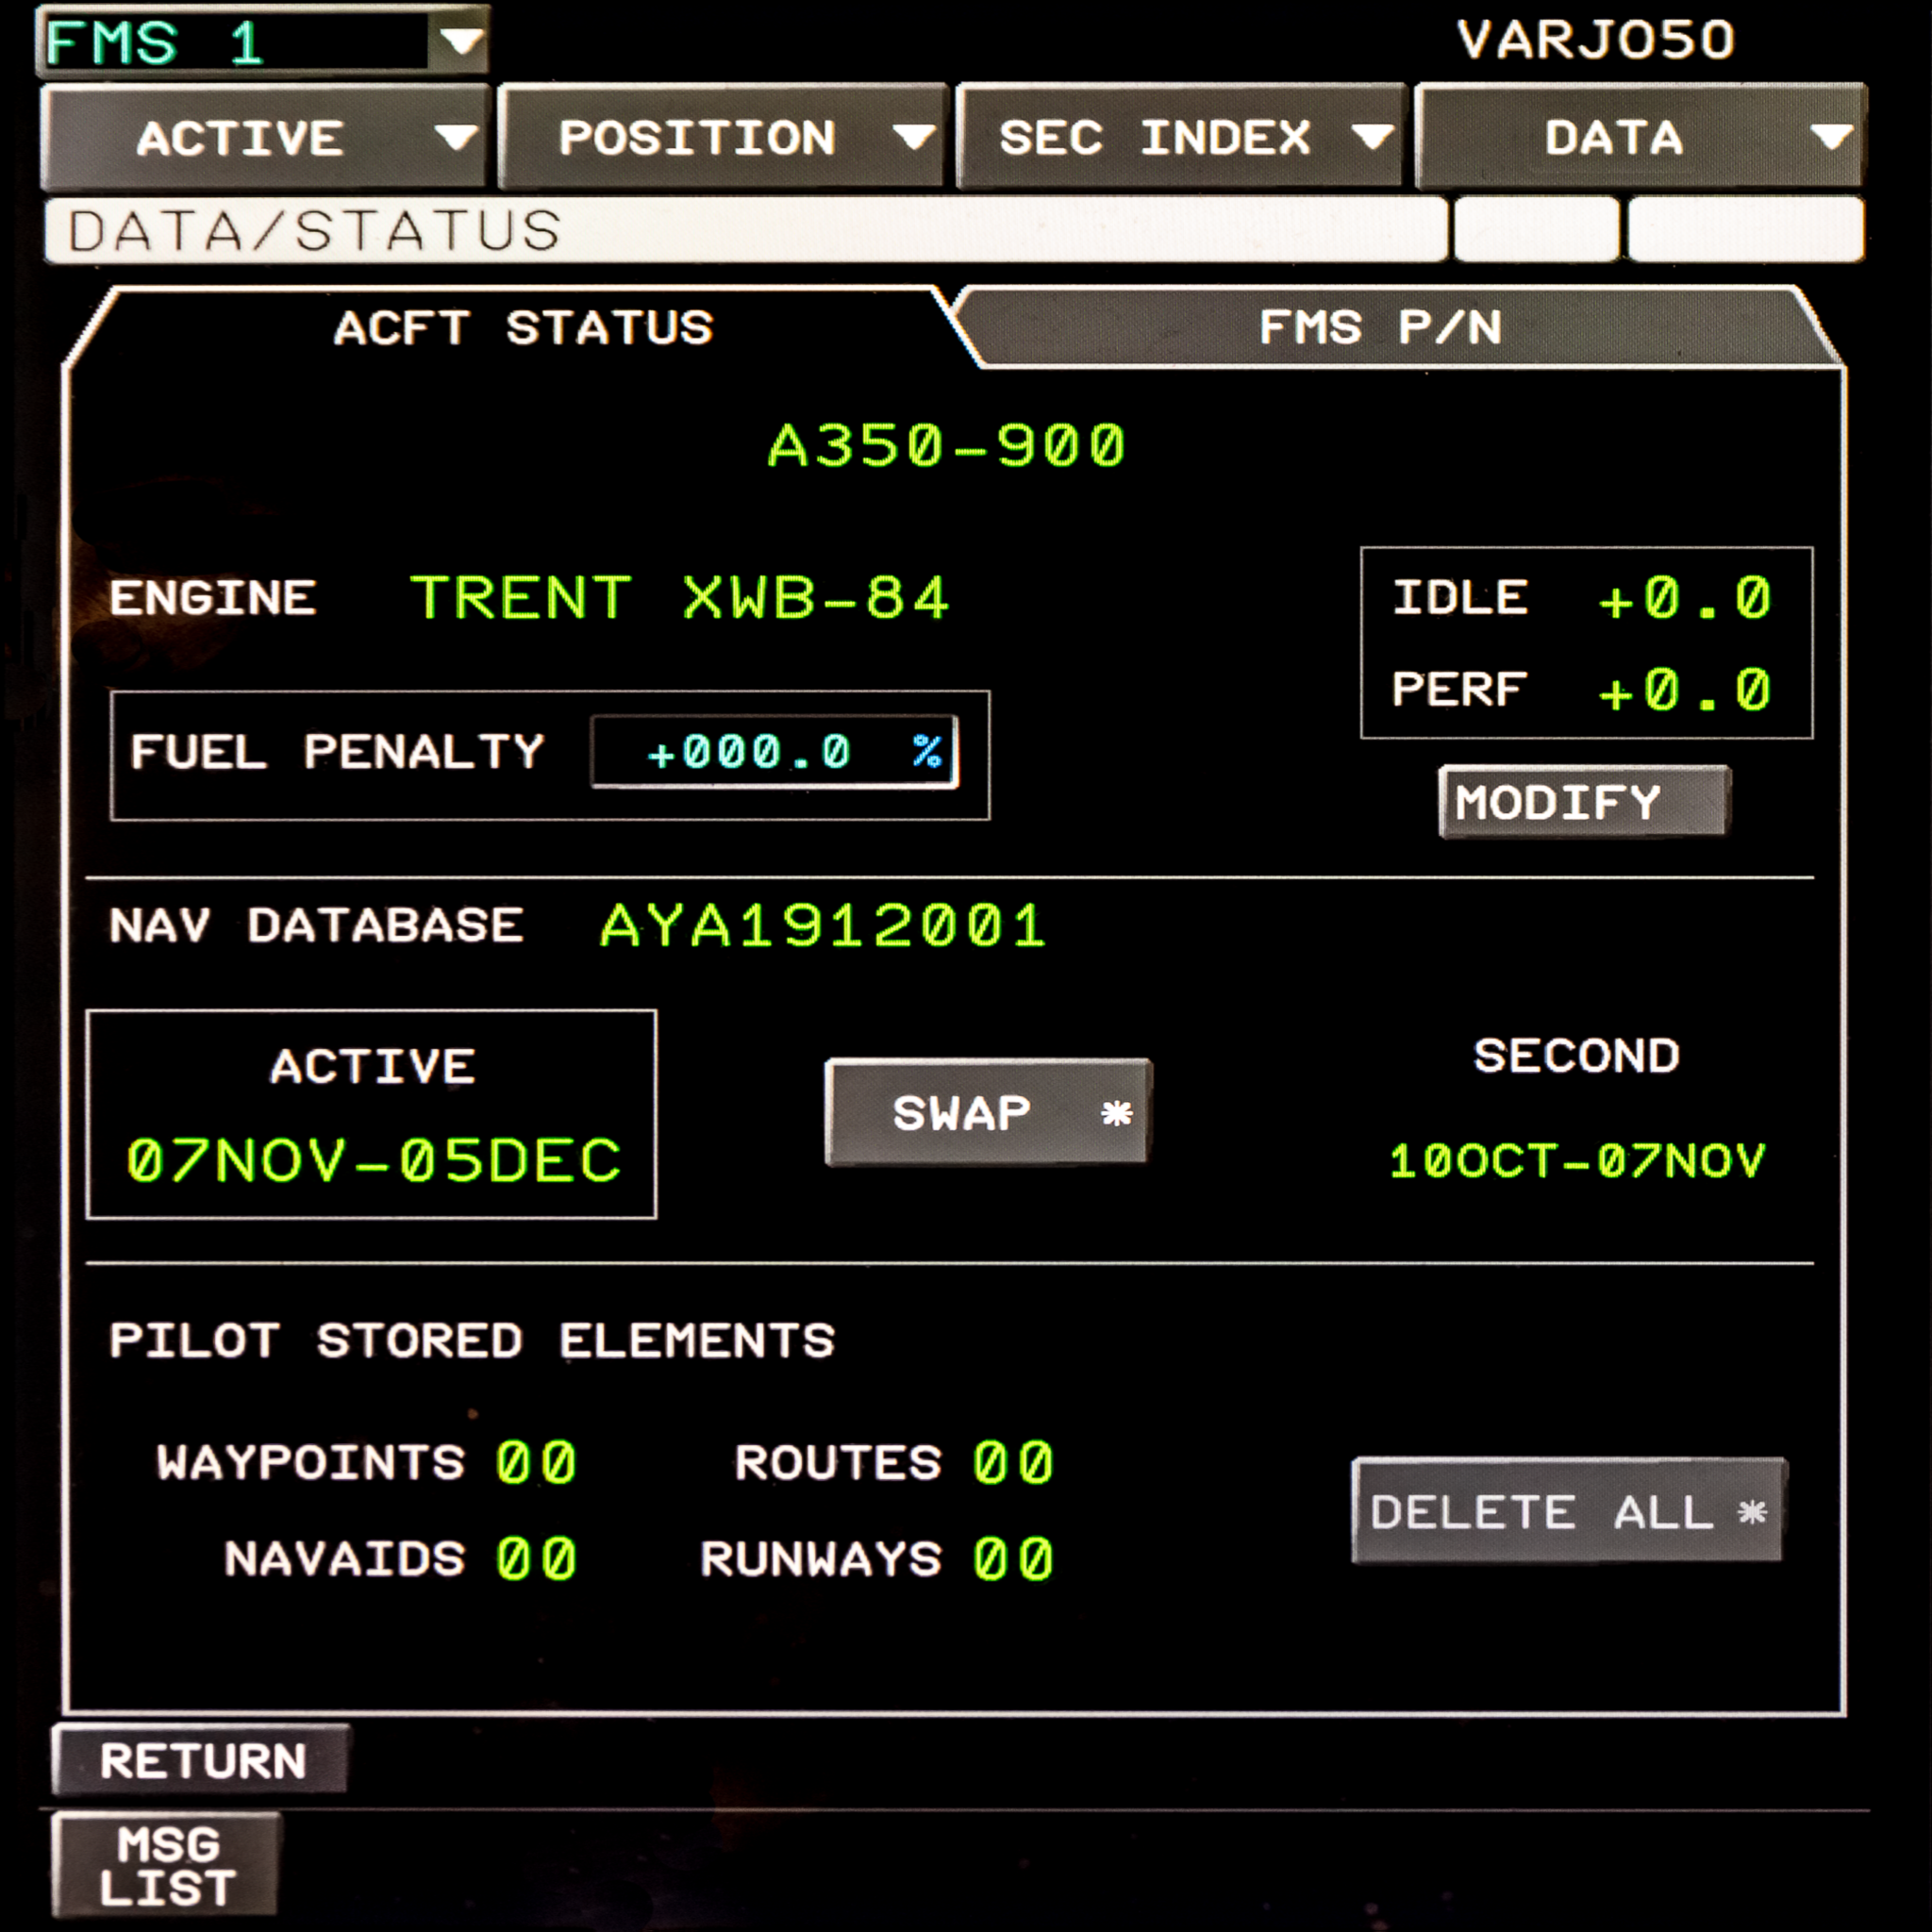 FMS 1
VARJO50
ACTIVE POSITION SEC INDEX DATA
DATA/STATUS
ACFT STATUS FMS P/N
A350-900
ENGINE TRENT XWB-84
IDLE +0.0
PERF +0.0
FUEL PENALTY +000.0 %
MODIFY
NAV DATABASE AYA1912001
ACTIVE
07NOV-05DEC
SWAP *
SECOND
10OCT-07NOV
PILOT STORED ELEMENTS
WAYPOINTS 00 ROUTES 00
NAVAIDS 00 RUNWAYS 00
DELETE ALL *
RETURN
MSG
LIST